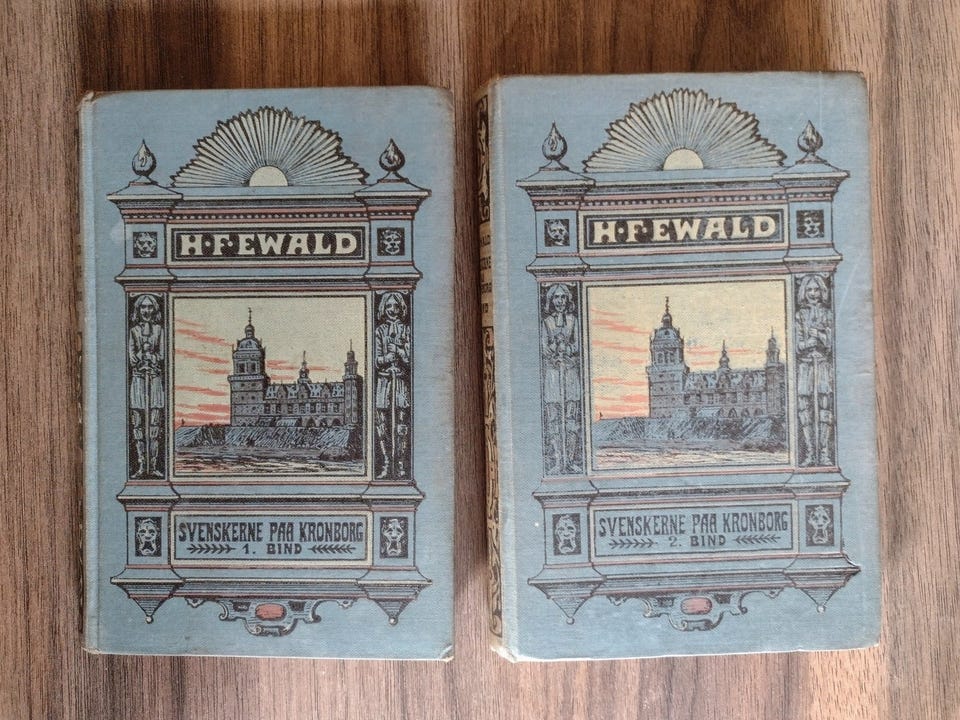 H·F·EWALD
SVENSKERNE PAA KRONBORG
1. BIND
H·F·EWALD
SVENSKERNE PAA KRONBORG
2. BIND